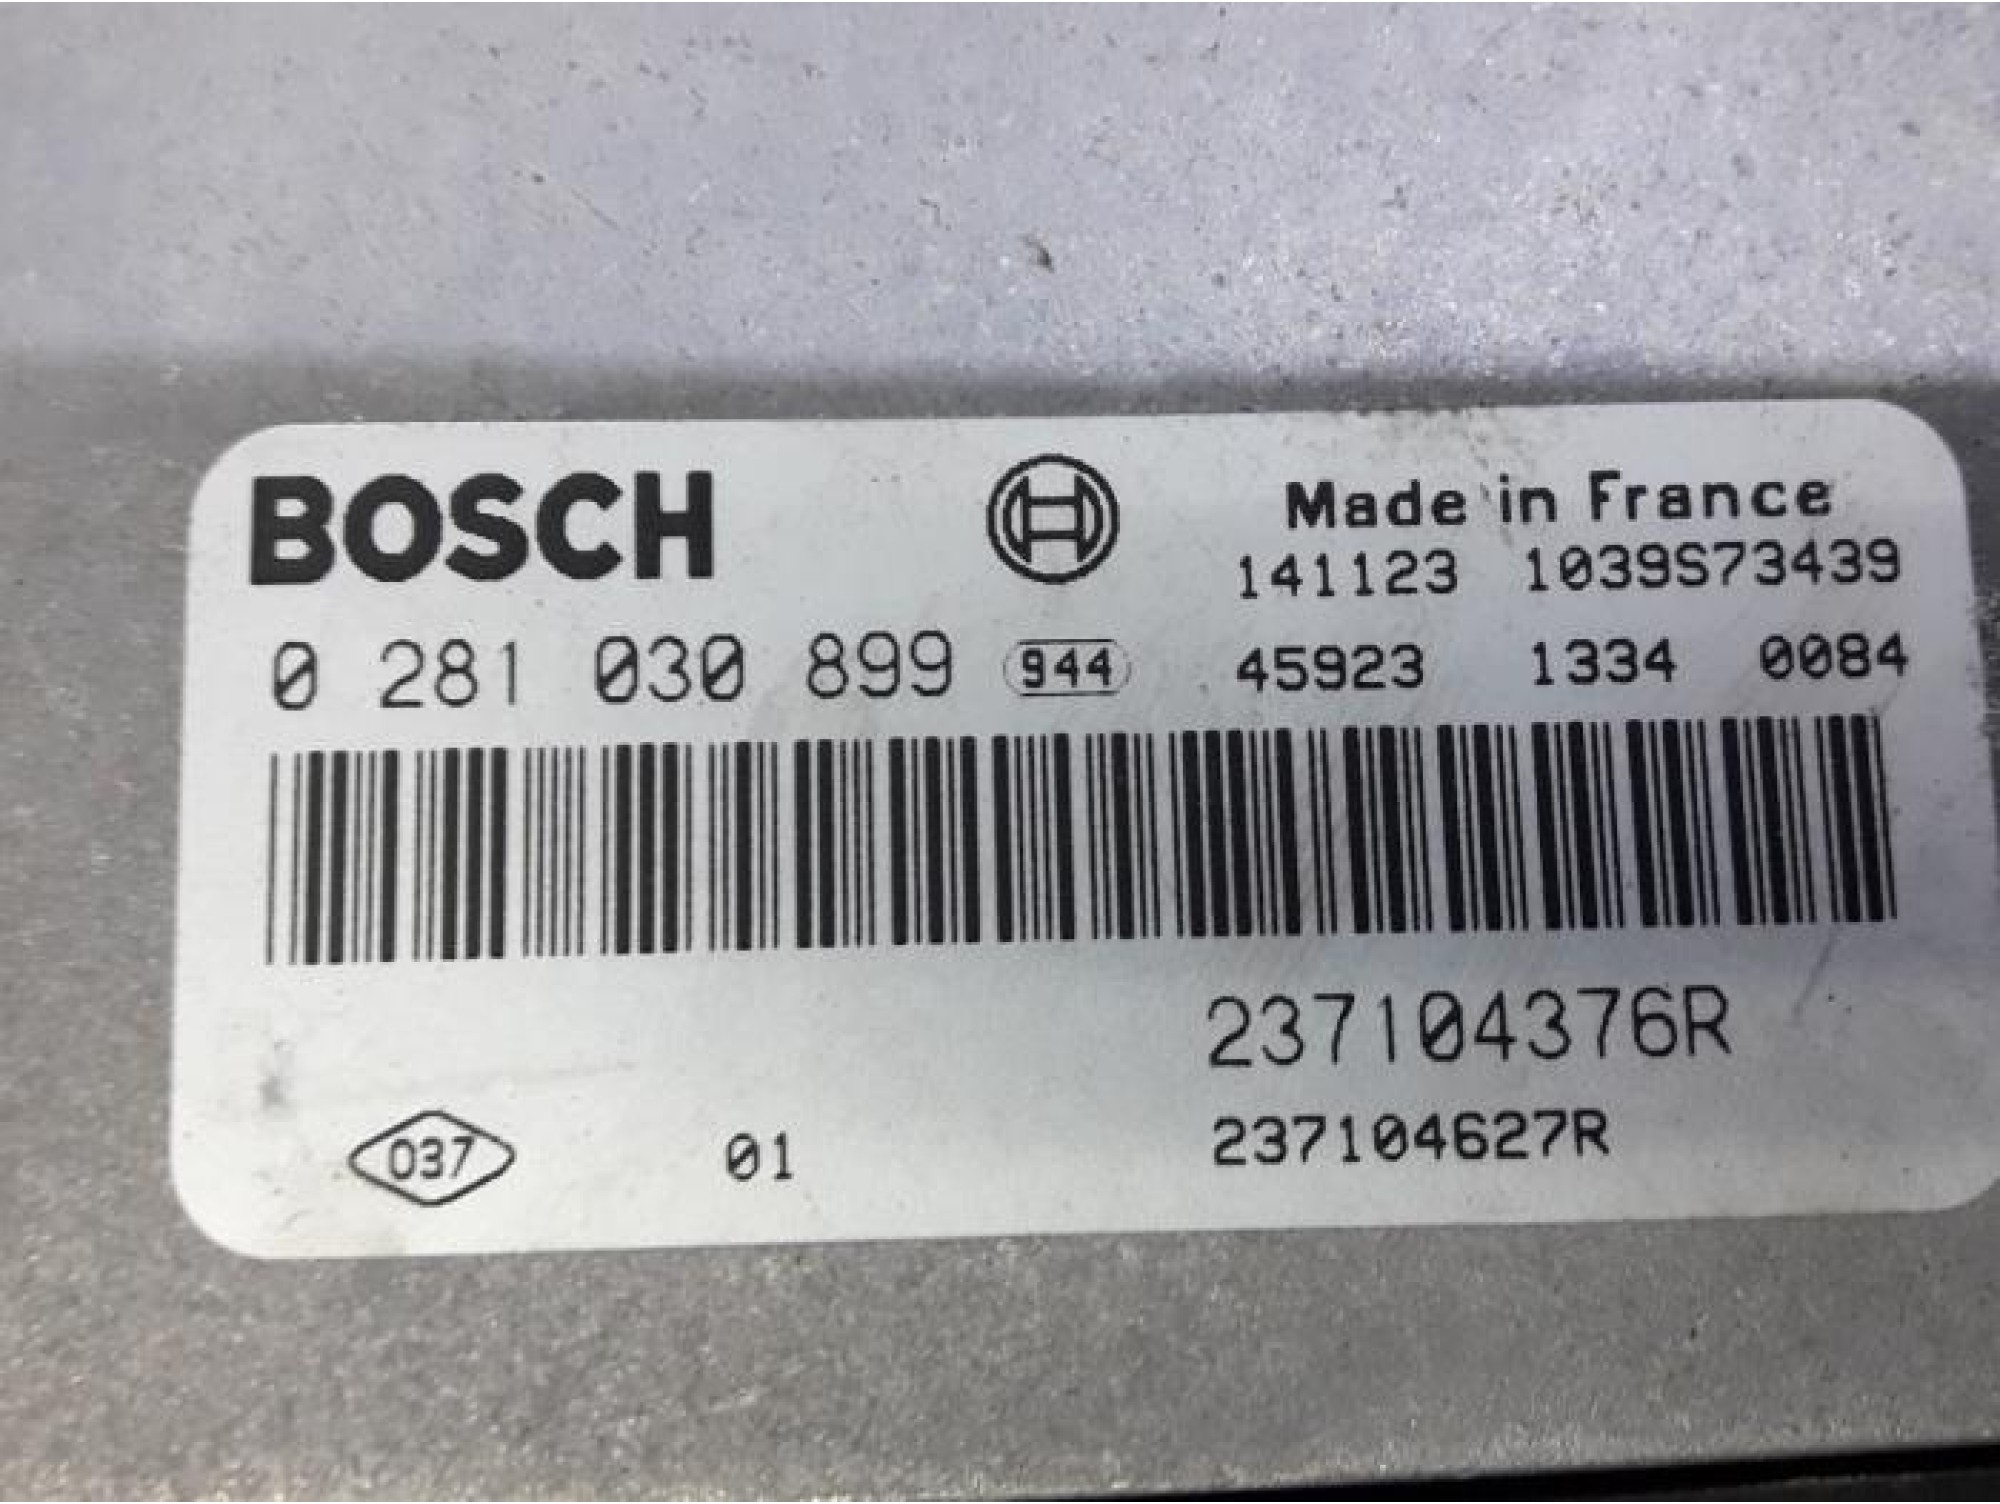 BOSCH
Made in France
141123 1039S73439
0 281 030 899 944 45923 1334 0084
237104376R
037 01 237104627R